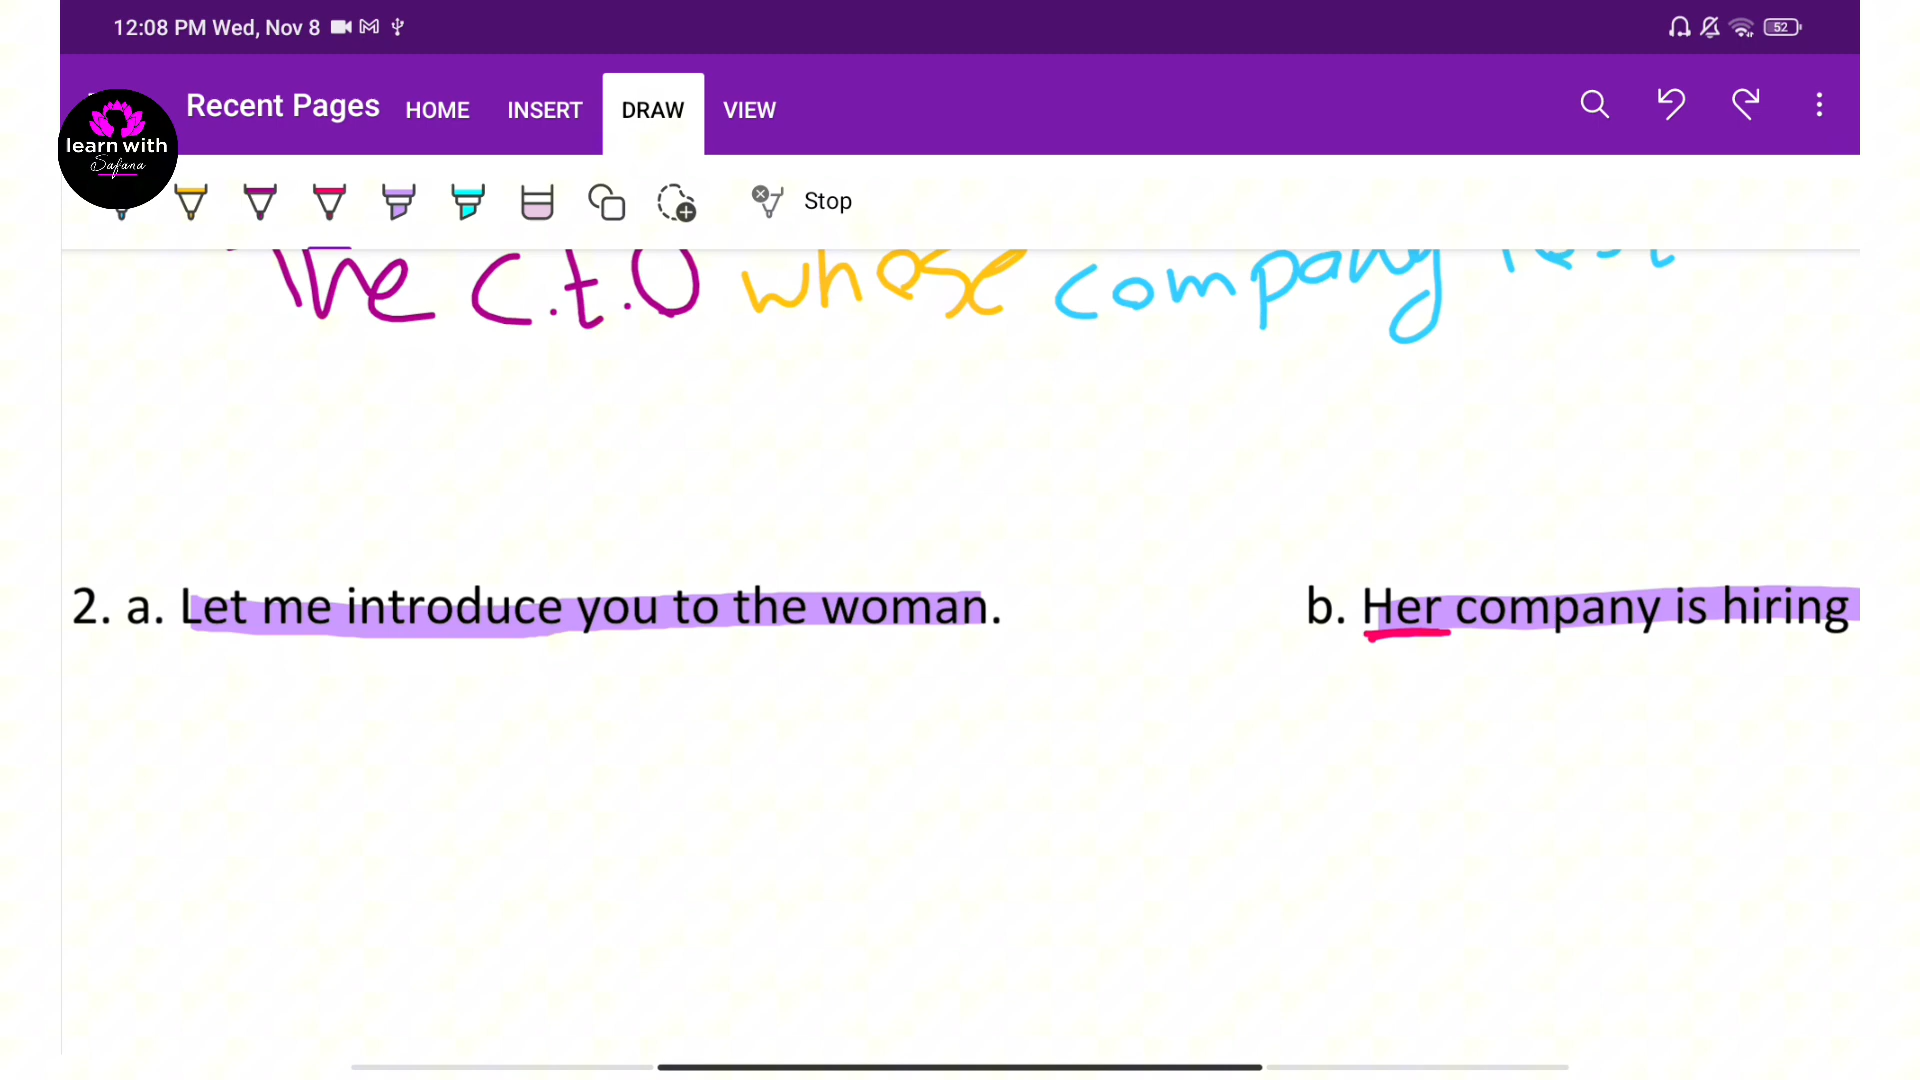 12:08 PM Wed, Nov 8
52
Recent Pages HOME INSERT DRAW VIEW
learn with
Safana
Stop
The C.t.O whose company
2. a. Let me introduce you to the woman. b. Her company is hiring